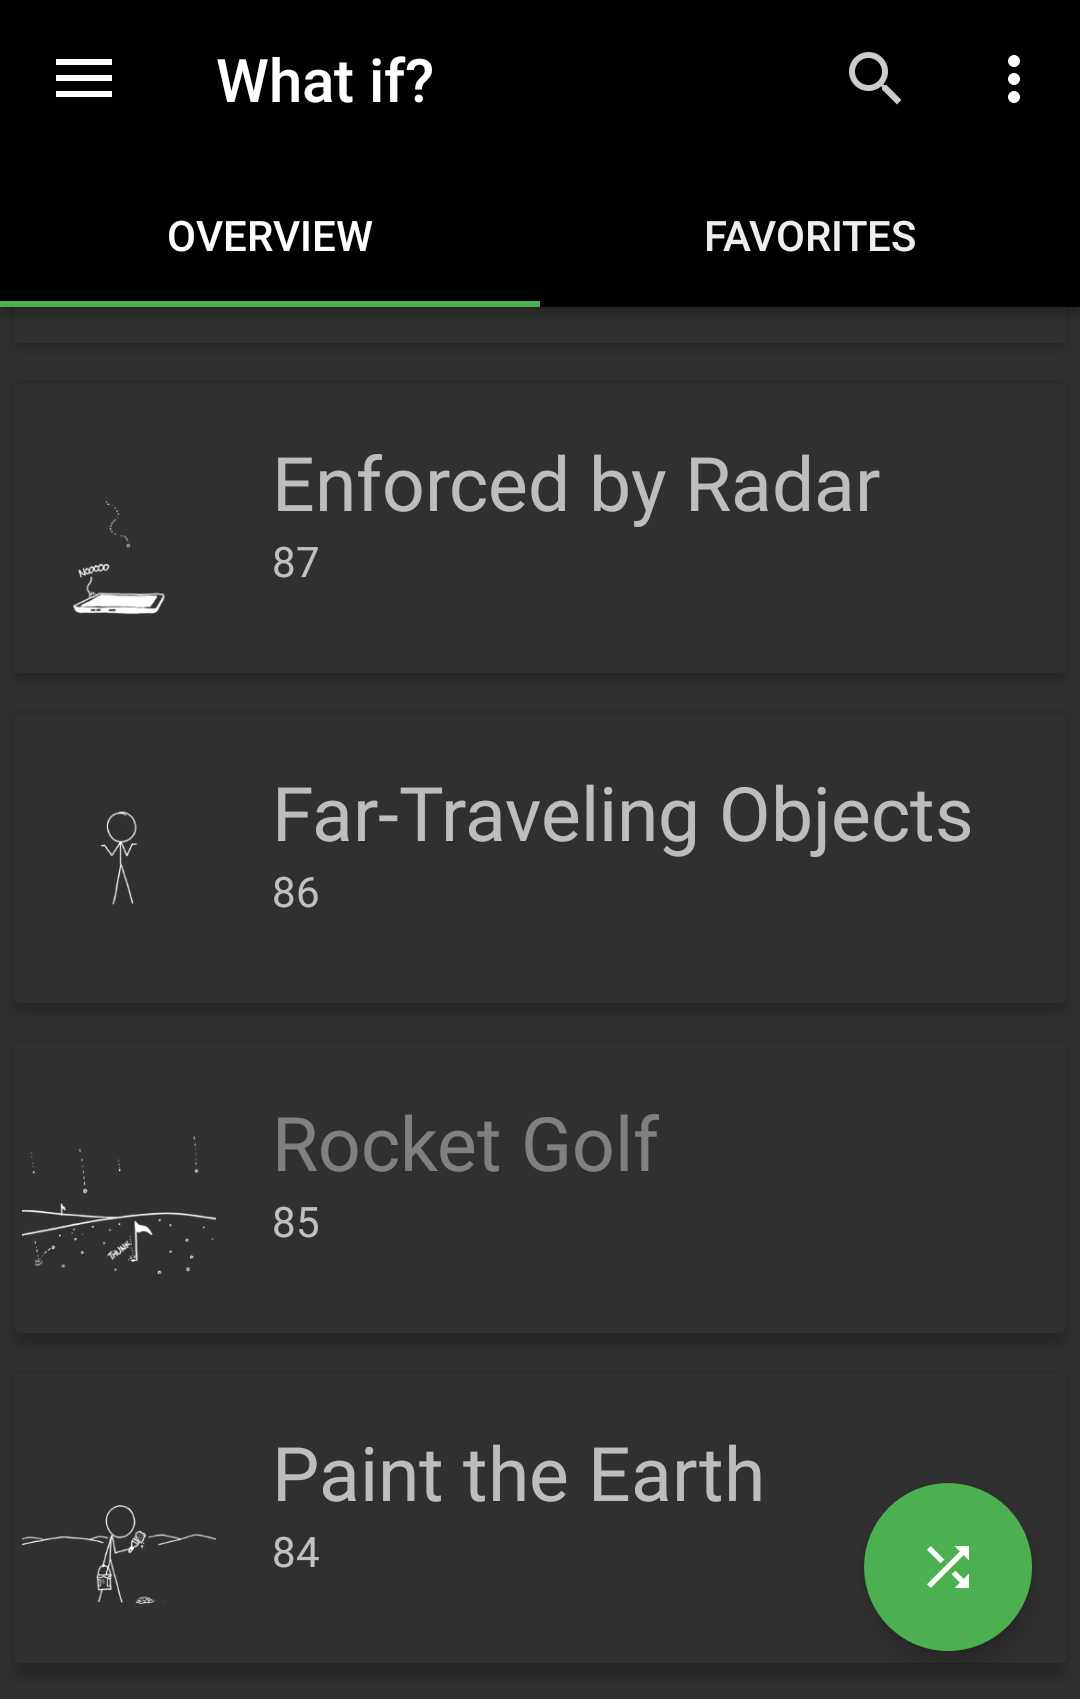 What if?
OVERVIEW
FAVORITES
Enforced by Radar
87
NOOOOO
Far-Traveling Objects
86
Rocket Golf
85
THUNK
Paint the Earth
84